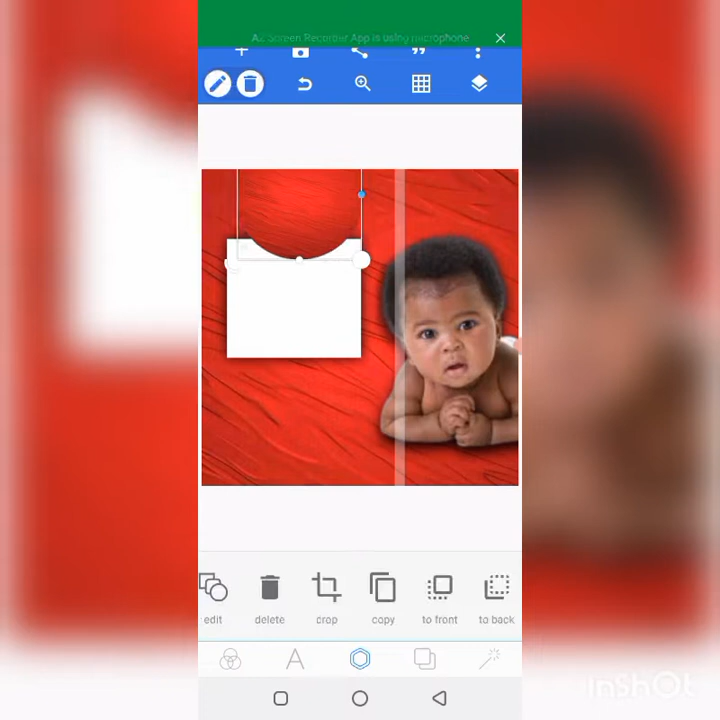 AZ Screen Recorder App is using microphone
edit
delete
crop
copy
to front
to back
InShOt